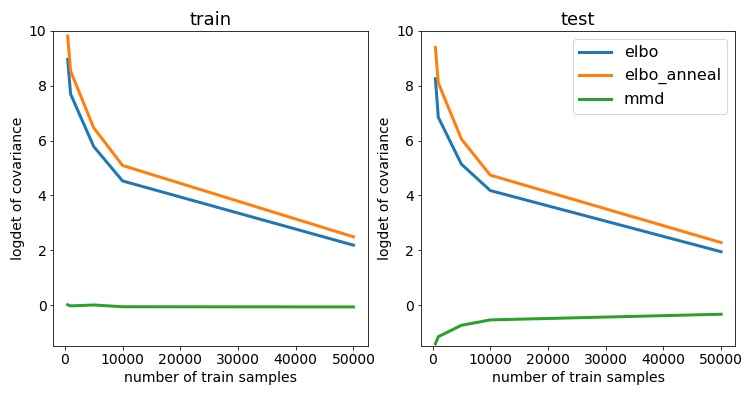 train
logdet of covariance
10
8
6
4
2
0
0 10000 20000 30000 40000 50000
number of train samples
test
logdet of covariance
10
8
6
4
2
0
elbo
elbo_anneal
mmd
0 10000 20000 30000 40000 50000
number of train samples